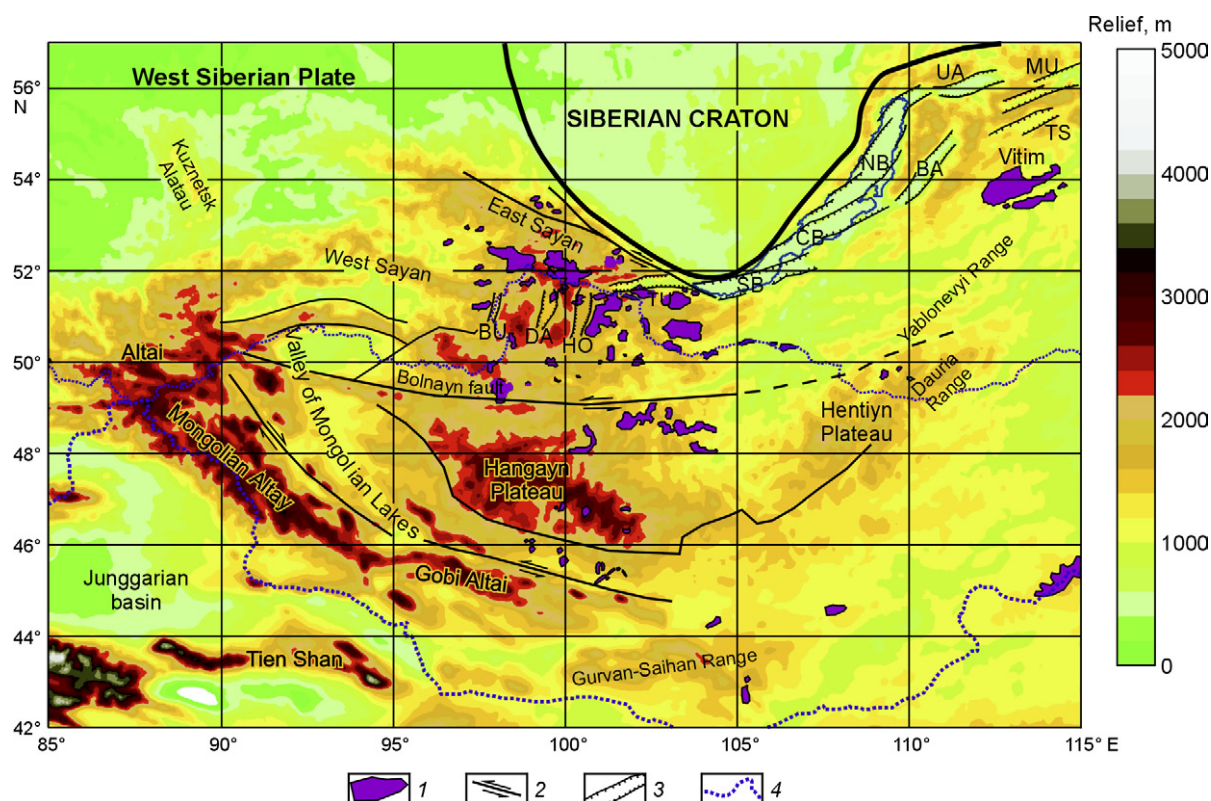 Relief, m
5000
4000
3000
2000
1000
0
56°
N
54°
52°
50°
48°
46°
44°
42°
85°
90°
95°
100°
105°
110°
115° E
West Siberian Plate
SIBERIAN CRATON
UA
MU
TS
Vitim
NB
BA
CB
SB
Kuznetsk
Alatau
East Sayan
West Sayan
BU
DA
HO
TU
Yablonevyi Range
Dauria
Range
Altai
Valley of Mongolian Lakes
Bolnayn fault
Hentiyn
Plateau
Mongolian Altay
Hangayn
Plateau
Gobi Altai
Junggarian
basin
Tien Shan
Gurvan-Saihan Range
1
2
3
4